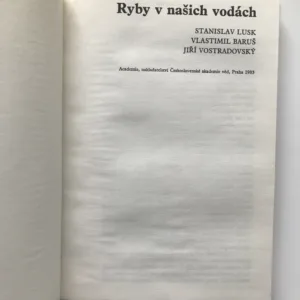 Ryby v našich vodách
STANISLAV LUSK
VLASTIMIL BARUŠ
JIŘÍ VOSTRADOVSKÝ
Academia, nakladatelství Československé akademie věd, Praha 1983